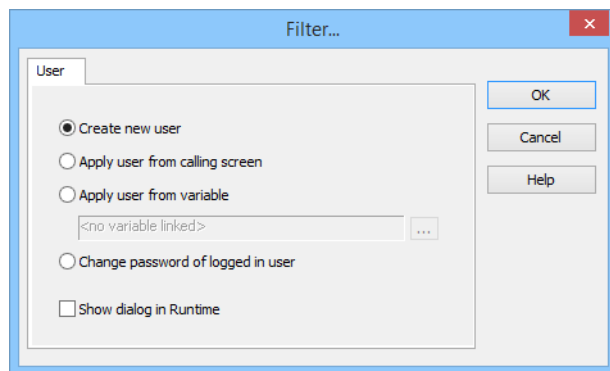 Filter...
User
OK
Create new user
Cancel
Apply user from calling screen
Help
Apply user from variable
<no variable linked>
...
Change password of logged in user
Show dialog in Runtime